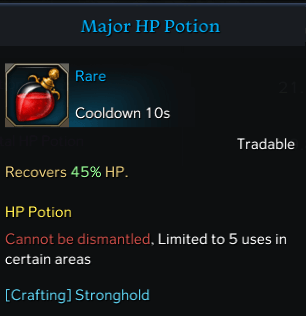 Major HP Potion
Rare
Cooldown 10s
Tradable
Recovers 45% HP.
HP Potion
Cannot be dismantled, Limited to 5 uses in
certain areas
[Crafting] Stronghold